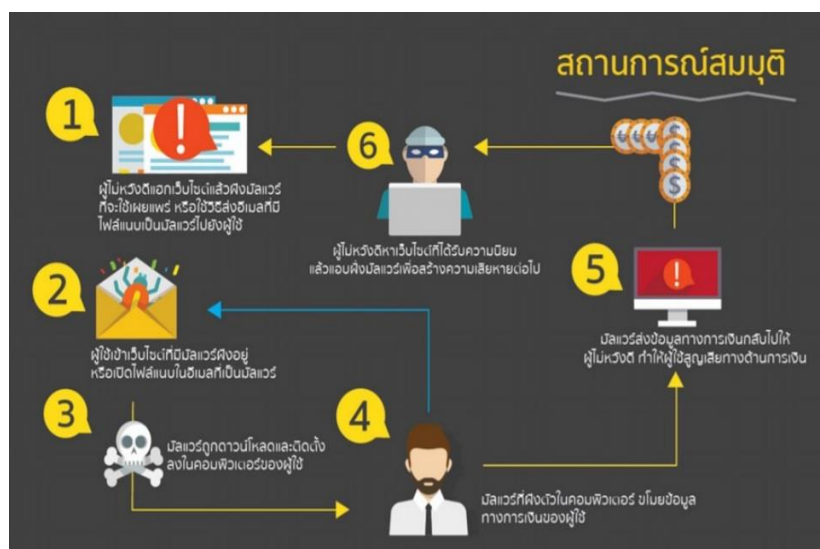 สถานการณ์สมมุติ
1
ผู้ไม่หวังดีแฮกเว็บไซต์แล้วฝังมัลแวร์
ที่จะใช้เผยแพร่ หรือใช้วิธีส่งอีเมลที่มี
ไฟล์แนบเป็นมัลแวร์ไปยังผู้ใช้
2
ผู้ใช้เข้าเว็บไซต์ที่มีมัลแวร์ฝังอยู่
หรือเปิดไฟล์แนบในอีเมลที่เป็นมัลแวร์
3
มัลแวร์ถูกดาวน์โหลดและติดตั้ง
ลงในคอมพิวเตอร์ของผู้ใช้
4
มัลแวร์ที่ฝังตัวในคอมพิวเตอร์ ขโมยข้อมูล
ทางการเงินของผู้ใช้
5
มัลแวร์ส่งข้อมูลทางการเงินกลับไปให้
ผู้ไม่หวังดี ทำให้ผู้ใช้สูญเสียทางด้านการเงิน
6
ผู้ไม่หวังดีหาเว็บไซต์ที่ได้รับความนิยม
แล้วแอบฝังมัลแวร์เพื่อสร้างความเสียหายต่อไป